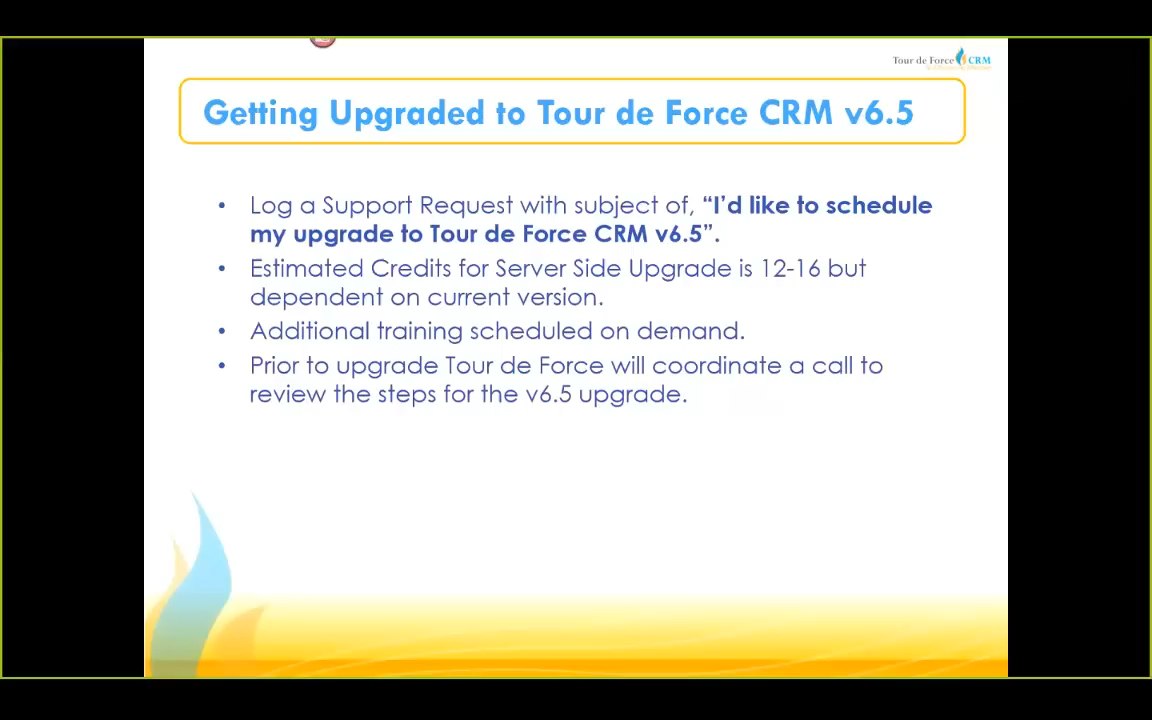 Tour de Force CRM
Getting Upgraded to Tour de Force CRM v6.5
• Log a Support Request with subject of, “I’d like to schedule
my upgrade to Tour de Force CRM v6.5”.
• Estimated Credits for Server Side Upgrade is 12-16 but
dependent on current version.
• Additional training scheduled on demand.
• Prior to upgrade Tour de Force will coordinate a call to
review the steps for the v6.5 upgrade.